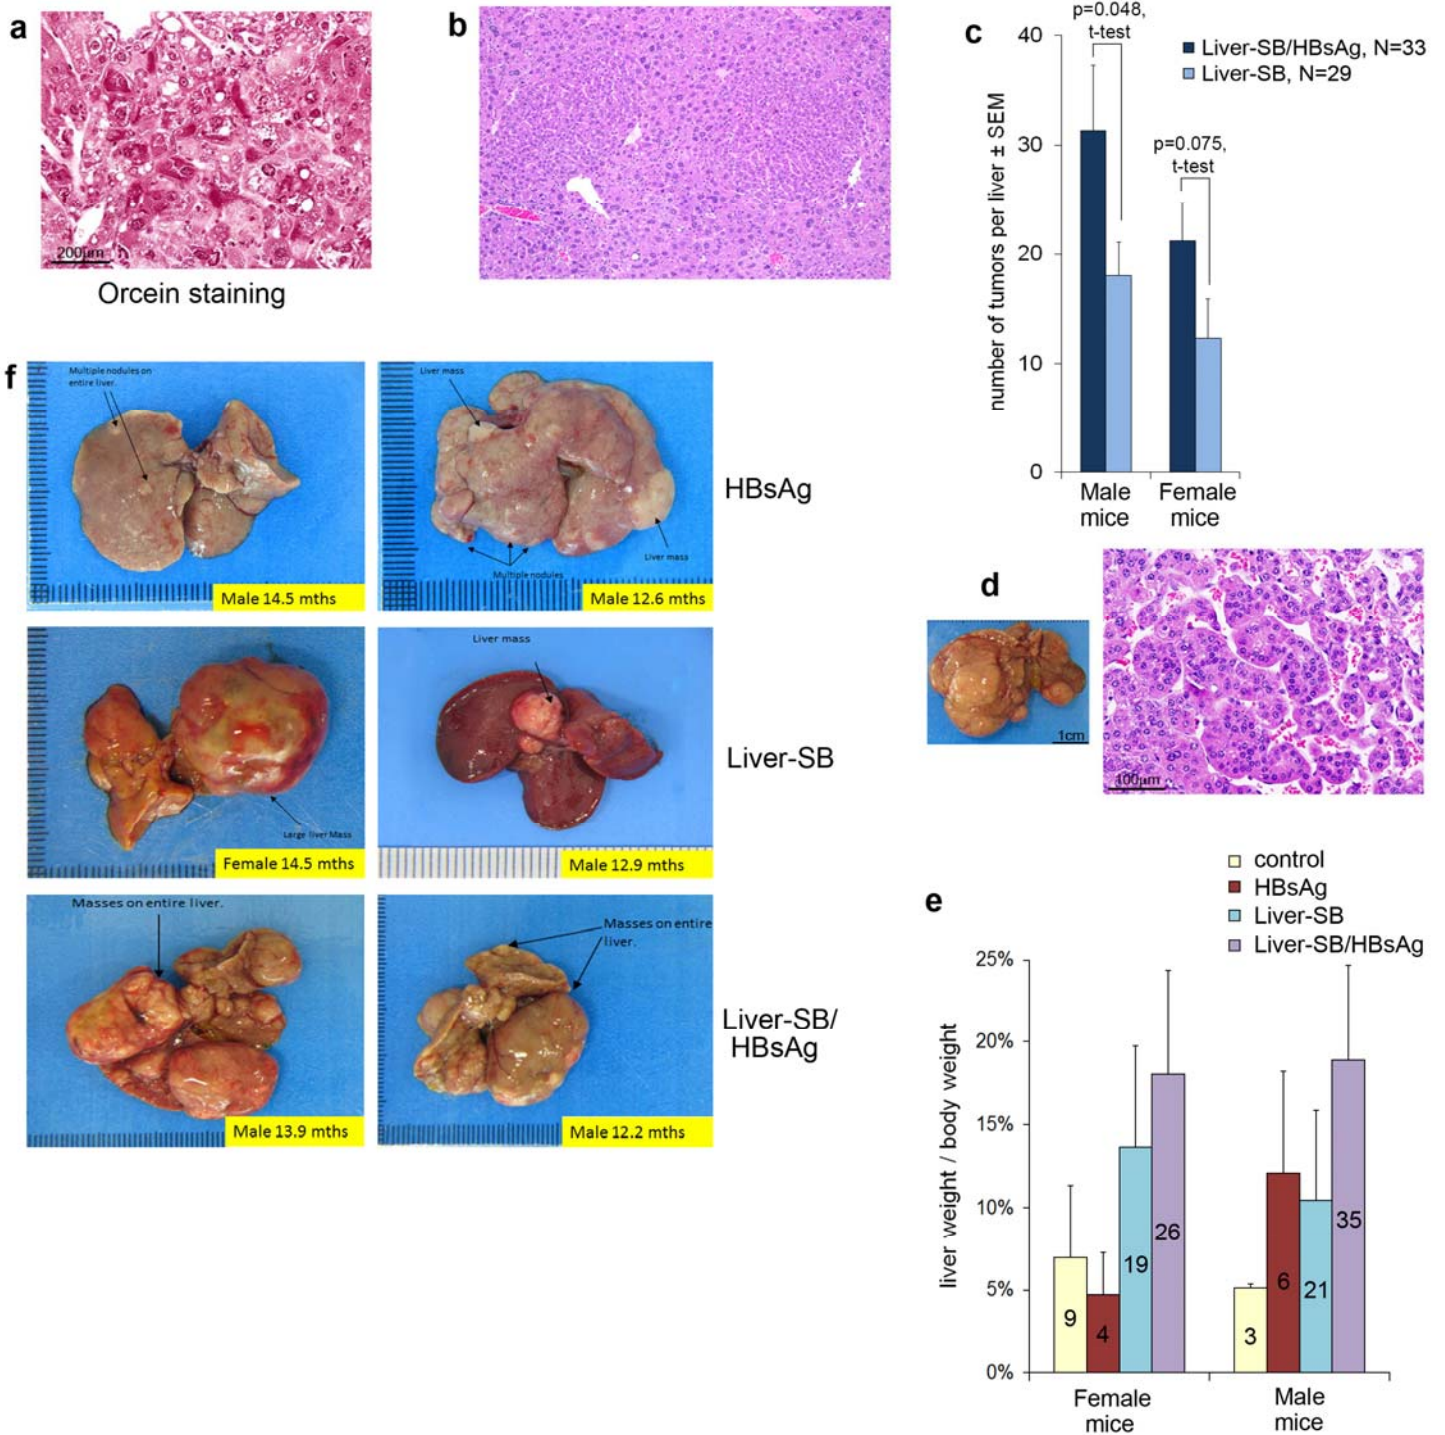 a
200µm
Orcein staining
b
c
p=0.048,
t-test
p=0.075,
t-test
Liver-SB/HBsAg, N=33
Liver-SB, N=29
number of tumors per liver ± SEM
40
30
20
10
0
Male
mice
Female
mice
f
Multiple nodules on
entire liver.
Male 14.5 mths
Liver mass
Liver mass
Multiple nodules
Male 12.6 mths
HBsAg
Large liver Mass
Female 14.5 mths
Liver mass
Male 12.9 mths
Liver-SB
Masses on entire liver.
Male 13.9 mths
Masses on entire
liver.
Male 12.2 mths
Liver-SB/
HBsAg
d
1cm
100µm
e
control
HBsAg
Liver-SB
Liver-SB/HBsAg
liver weight / body weight
25%
20%
15%
10%
5%
0%
9
4
19
26
3
6
21
35
Female
mice
Male
mice